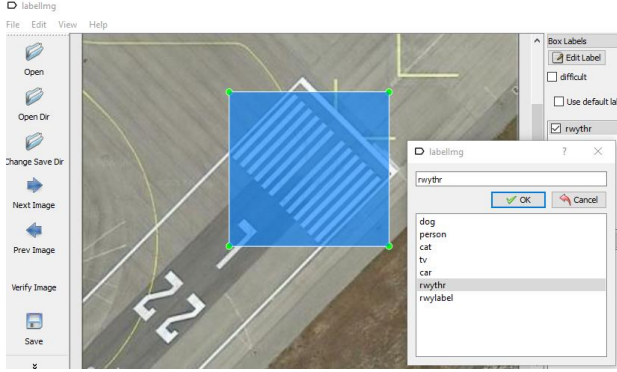 labelImg
File Edit View Help
Open
Open Dir
Change Save Dir
Next Image
Prev Image
Verify Image
Save
22
Box Labels
Edit Label
difficult
Use default
rwythr
labelImg
rwythr
OK
Cancel
dog
person
cat
tv
car
rwythr
rwylabel